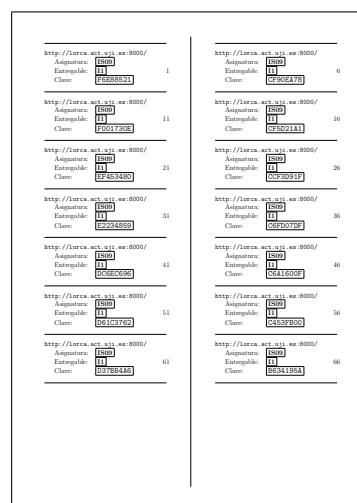 http://lorca.act.uji.es:8000/
Asignatura: IS09
Entregable: I1 1
Clave: F6E88521
http://lorca.act.uji.es:8000/
Asignatura: IS09
Entregable: I1 11
Clave: F001730E
http://lorca.act.uji.es:8000/
Asignatura: IS09
Entregable: I1 21
Clave: EF453480
http://lorca.act.uji.es:8000/
Asignatura: IS09
Entregable: I1 31
Clave: E2234859
http://lorca.act.uji.es:8000/
Asignatura: IS09
Entregable: I1 41
Clave: DC6EC696
http://lorca.act.uji.es:8000/
Asignatura: IS09
Entregable: I1 51
Clave: D61C3762
http://lorca.act.uji.es:8000/
Asignatura: IS09
Entregable: I1 61
Clave: D37BB4A6
http://lorca.act.uji.es:8000/
Asignatura: IS09
Entregable: I1 6
Clave: CF90EA78
http://lorca.act.uji.es:8000/
Asignatura: IS09
Entregable: I1 16
Clave: CF5D21A1
http://lorca.act.uji.es:8000/
Asignatura: IS09
Entregable: I1 26
Clave: CCF3D91F
http://lorca.act.uji.es:8000/
Asignatura: IS09
Entregable: I1 36
Clave: C6FD07DF
http://lorca.act.uji.es:8000/
Asignatura: IS09
Entregable: I1 46
Clave: C6A1600F
http://lorca.act.uji.es:8000/
Asignatura: IS09
Entregable: I1 56
Clave: C453FB00
http://lorca.act.uji.es:8000/
Asignatura: IS09
Entregable: I1 66
Clave: B634195A